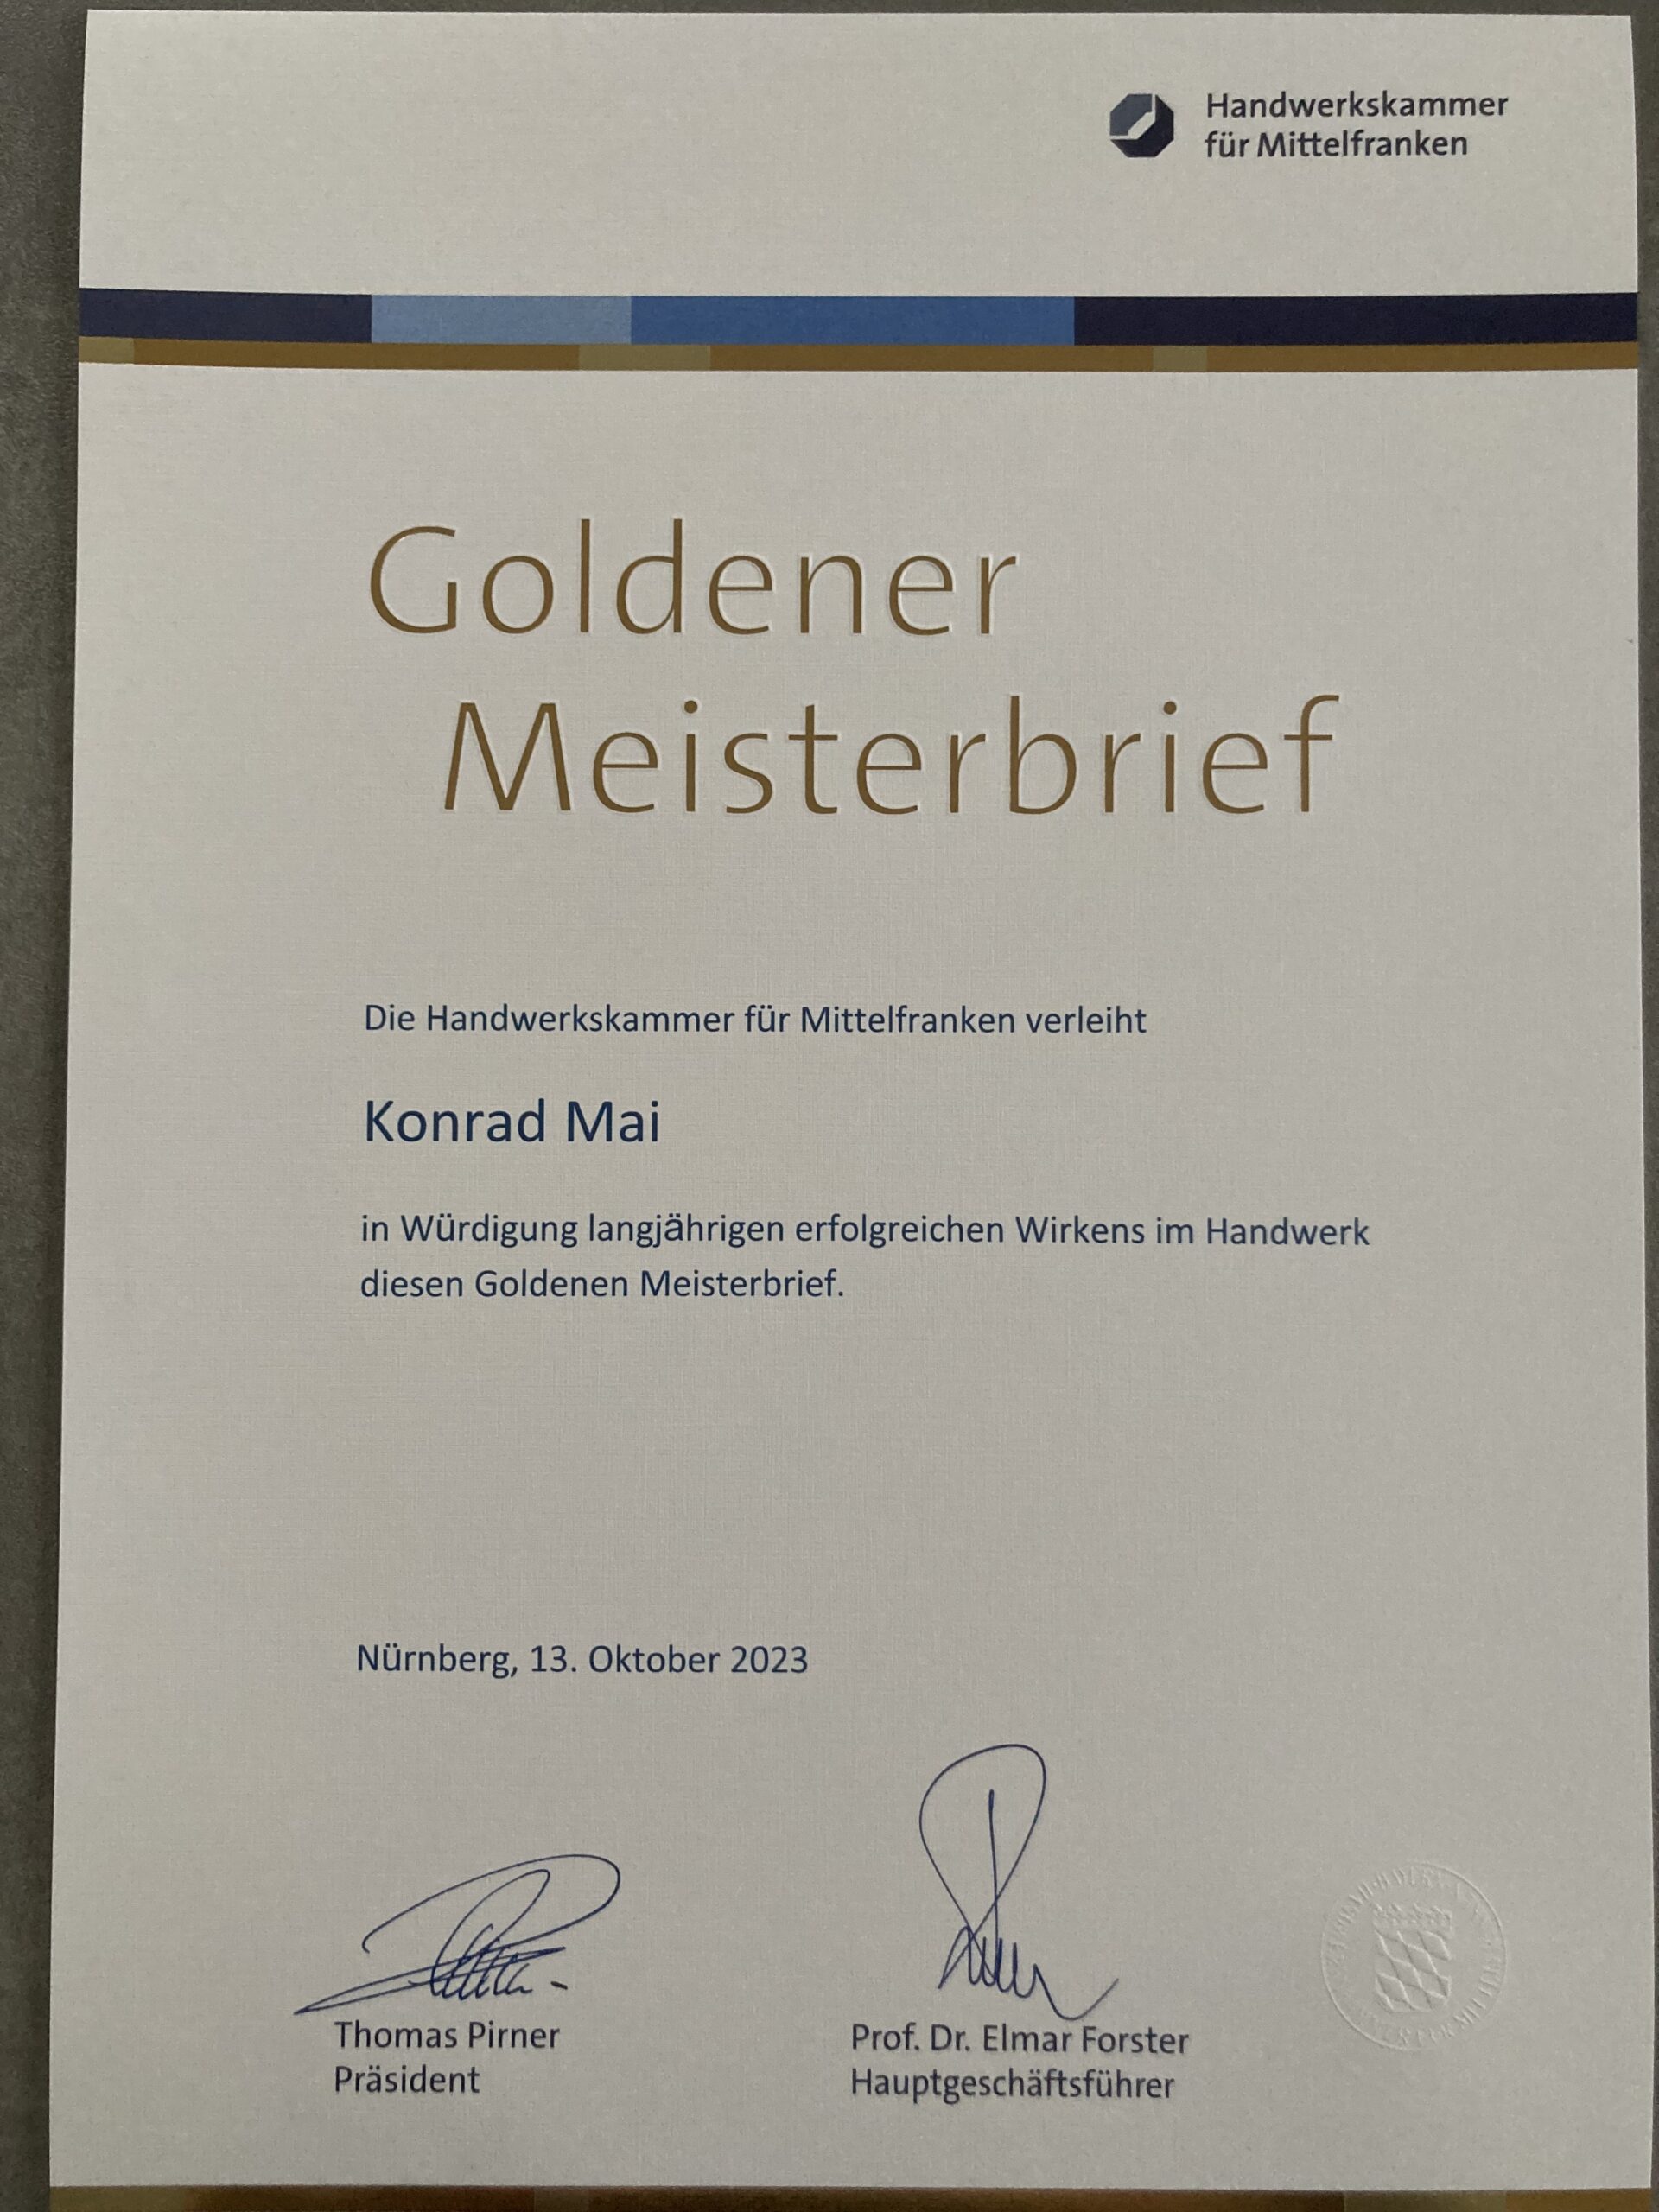 Handwerkskammer
für Mittelfranken
Goldener
Meisterbrief
Die Handwerkskammer für Mittelfranken verleiht
Konrad Mai
in Würdigung langjährigen erfolgreichen Wirkens im Handwerk
diesen Goldenen Meisterbrief.
Nürnberg, 13. Oktober 2023
Thomas Pirner
Präsident
Prof. Dr. Elmar Forster
Hauptgeschäftsführer